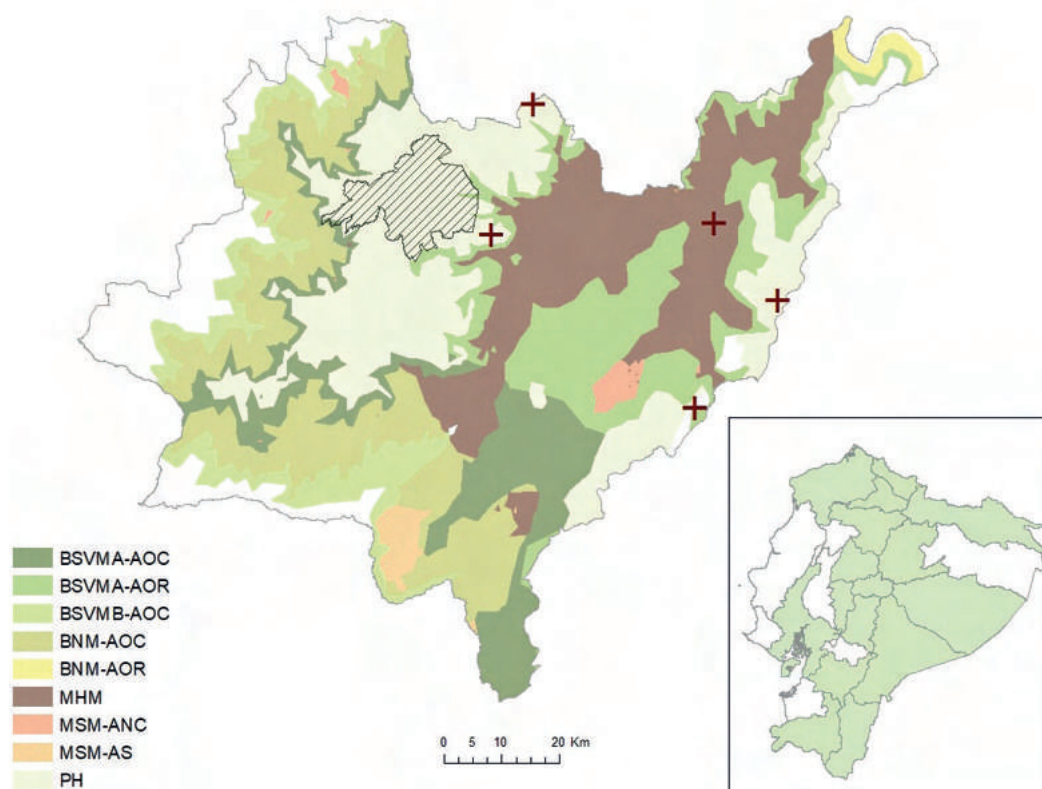 BSVMA-AOC
BSVMA-AOR
BSVMB-AOC
BNM-AOC
BNM-AOR
MHM
MSM-ANC
MSM-AS
PH
0 5 10 20 Km